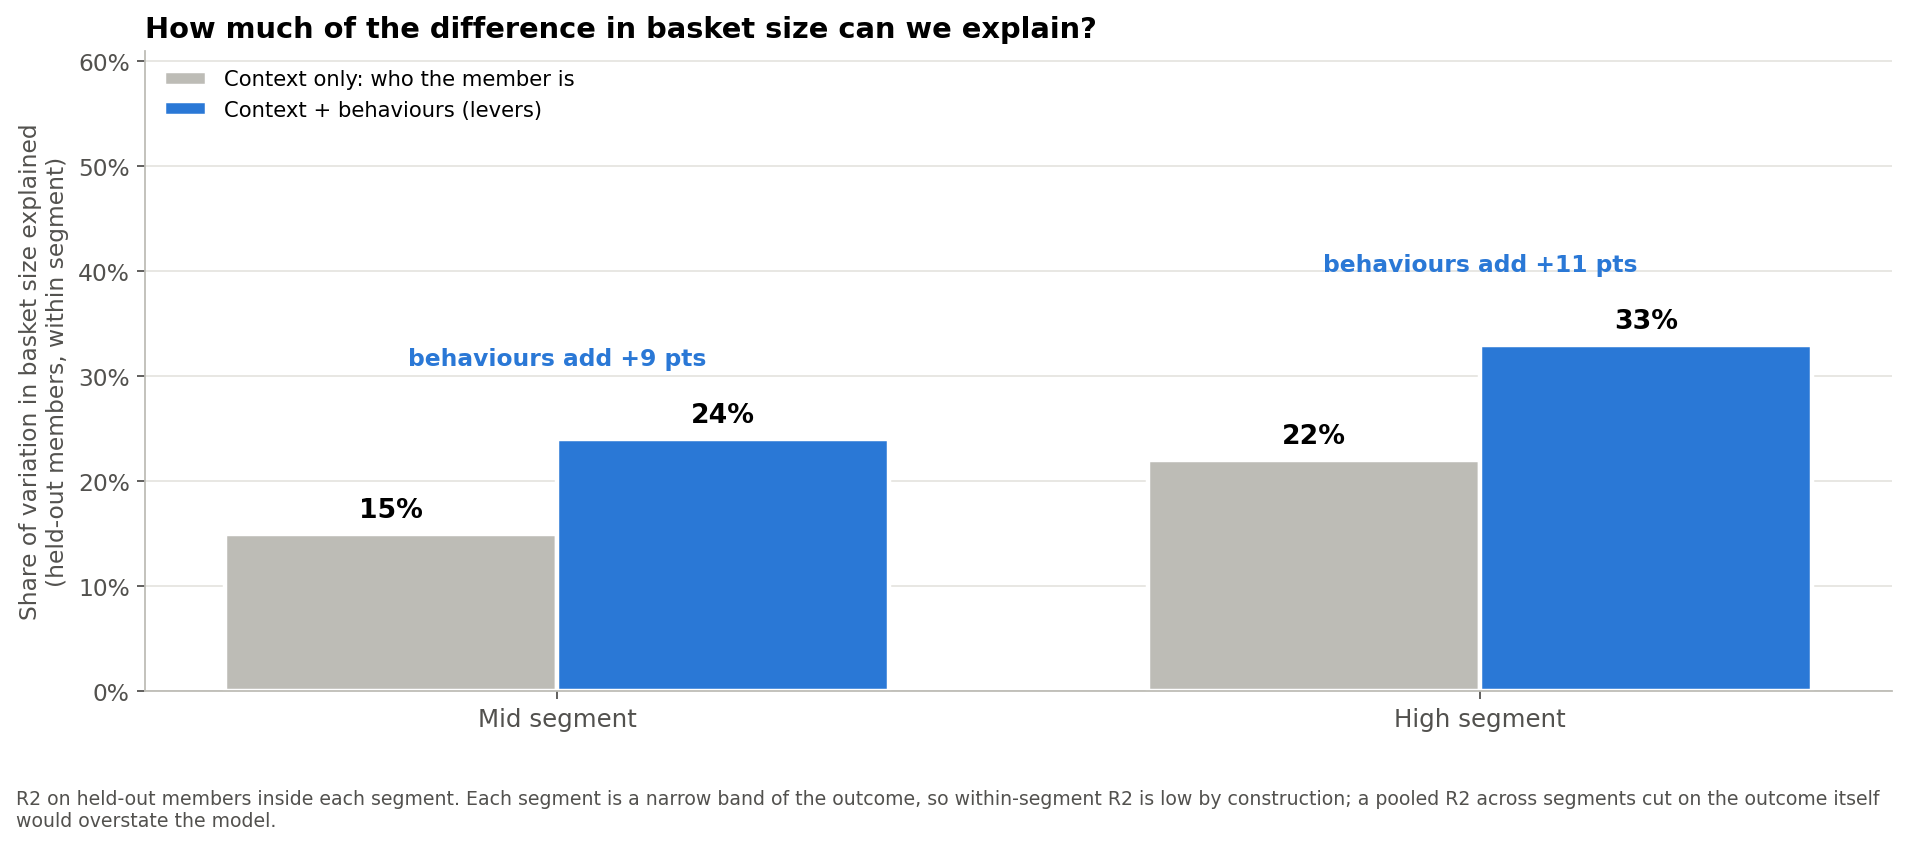 How much of the difference in basket size can we explain?
Context only: who the member is
Context + behaviours (levers)
Share of variation in basket size explained
(held-out members, within segment)
60%
50%
40%
30%
20%
10%
0%
behaviours add +9 pts
15%
24%
behaviours add +11 pts
22%
33%
Mid segment
High segment
R2 on held-out members inside each segment. Each segment is a narrow band of the outcome, so within-segment R2 is low by construction; a pooled R2 across segments cut on the outcome itself
would overstate the model.